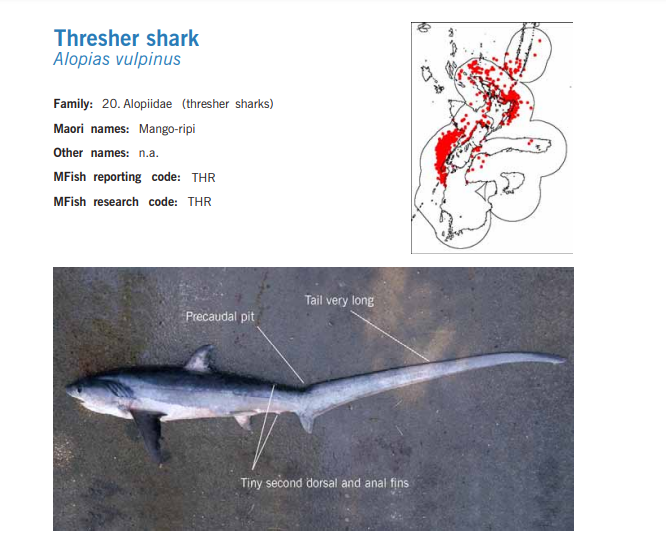 Thresher shark
Alopias vulpinus
Family: 20. Alopiidae (thresher sharks)
Maori names: Mango-ripi
Other names: n.a.
MFish reporting code: THR
MFish research code: THR
Tail very long
Precaudal pit
Tiny second dorsal and anal fins